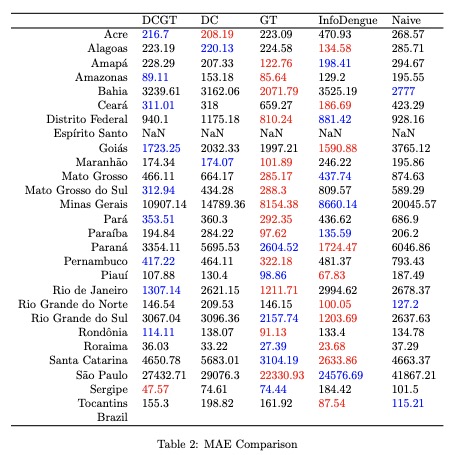 DCGT DC GT InfoDengue Naive
Acre 216.7 208.19 223.09 470.93 268.57
Alagoas 223.19 220.13 224.58 134.58 285.71
Amapá 228.29 207.33 122.76 198.41 294.67
Amazonas 89.11 153.18 85.64 129.2 195.55
Bahia 3239.61 3162.06 2071.79 3525.19 2777
Ceará 311.01 318 659.27 186.69 423.29
Distrito Federal 940.1 1175.18 810.24 881.42 928.16
Espírito Santo NaN NaN NaN NaN NaN
Goiás 1723.25 2032.33 1997.21 1590.88 3765.12
Maranhão 174.34 174.07 101.89 246.22 195.86
Mato Grosso 466.11 664.17 285.17 437.74 874.63
Mato Grosso do Sul 312.94 434.28 288.3 809.57 589.29
Minas Gerais 10907.14 14789.36 8154.38 8660.14 20045.57
Pará 353.51 360.3 292.35 436.62 686.9
Paraíba 194.84 284.22 97.62 135.59 206.2
Paraná 3354.11 5695.53 2604.52 1724.47 6046.86
Pernambuco 417.22 464.11 322.18 481.37 793.43
Piauí 107.88 130.4 98.86 67.83 187.49
Rio de Janeiro 1307.14 2621.15 1211.71 2994.62 2678.37
Rio Grande do Norte 146.54 209.53 146.15 100.05 127.2
Rio Grande do Sul 3067.04 3096.36 2157.74 1203.69 2637.63
Rondônia 114.11 138.07 91.13 133.4 134.78
Roraima 36.03 33.22 27.39 23.68 37.29
Santa Catarina 4650.78 5683.01 3104.19 2633.86 4663.37
São Paulo 27432.71 29076.3 22330.93 24576.69 41867.21
Sergipe 47.57 74.61 74.44 184.42 101.5
Tocantins 155.3 198.82 161.92 87.54 115.21
Brazil
Table 2: MAE Comparison